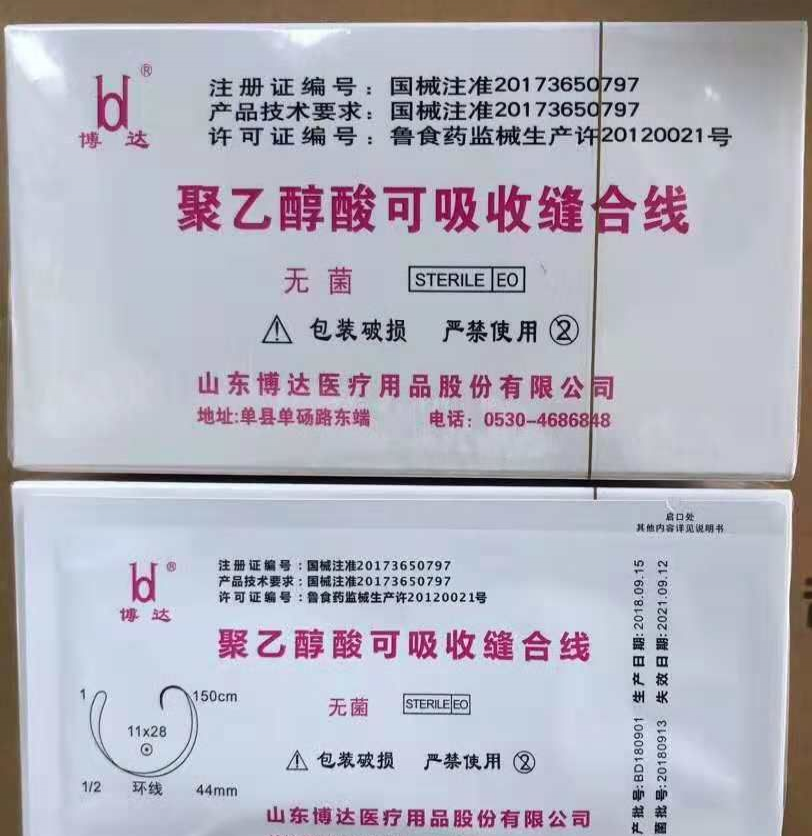 ®
博达
注册证编号：国械注准20173650797
产品技术要求：国械注准20173650797
许可证编号：鲁食药监械生产许20120021号
聚乙醇酸可吸收缝合线
无菌 STERILE EO
包装破损 严禁使用 2
山东博达医疗用品股份有限公司
地址:单县单砀路东端 电话：0530-4686848
启口处
其他内容详见说明书
®
博达
注册证编号：国械注准20173650797
产品技术要求：国械注准20173650797
许可证编号：鲁食药监械生产许20120021号
聚乙醇酸可吸收缝合线
1 150cm
11x28
1/2 环线 44mm
无菌 STERILE EO
包装破损 严禁使用 2
山东博达医疗用品股份有限公司
产批号:BD180901 生产日期:2018.09.15
菌批号:20180913 失效日期:2021.09.12